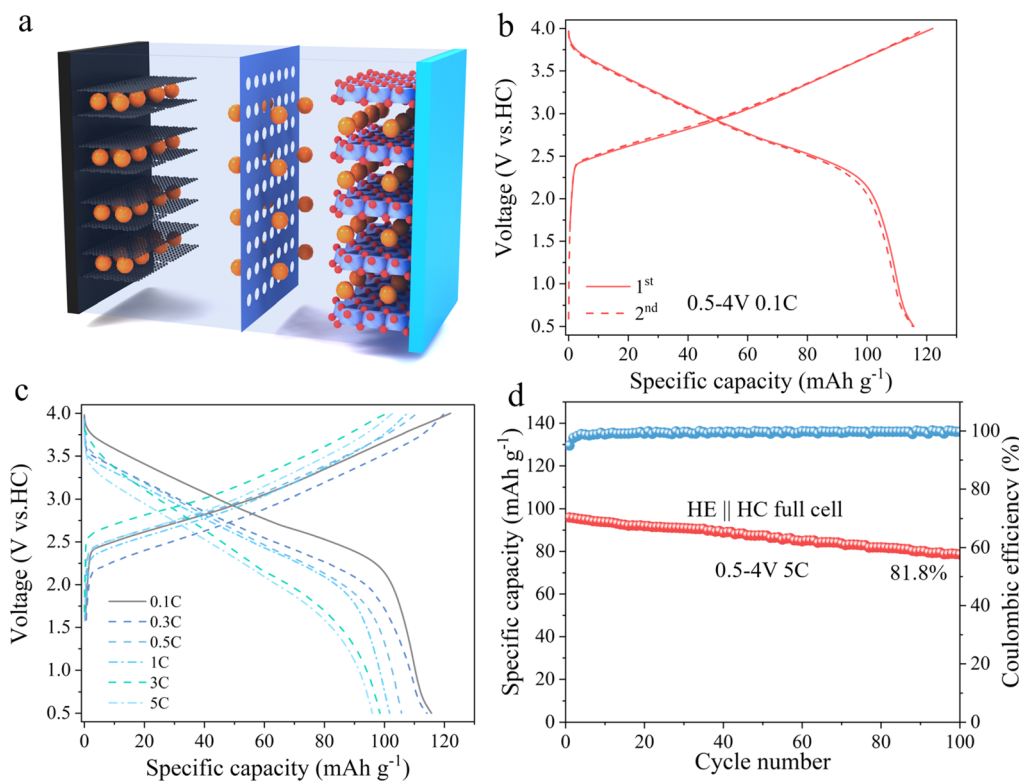 a
b
4.0
3.5
3.0
2.5
2.0
1.5
1.0
0.5
Voltage (V vs.HC)
1st
2nd
0.5-4V 0.1C
0 20 40 60 80 100 120
Specific capacity (mAh g-1)
c
4.0
3.5
3.0
2.5
2.0
1.5
1.0
0.5
Voltage (V vs.HC)
0.1C
0.3C
0.5C
1C
3C
5C
0 20 40 60 80 100 120
Specific capacity (mAh g-1)
d
140
120
100
80
60
40
20
0
Specific capacity (mAh g-1)
HE || HC full cell
0.5-4V 5C
81.8%
100
80
60
40
20
0
Coulombic efficiency (%)
0 20 40 60 80 100
Cycle number